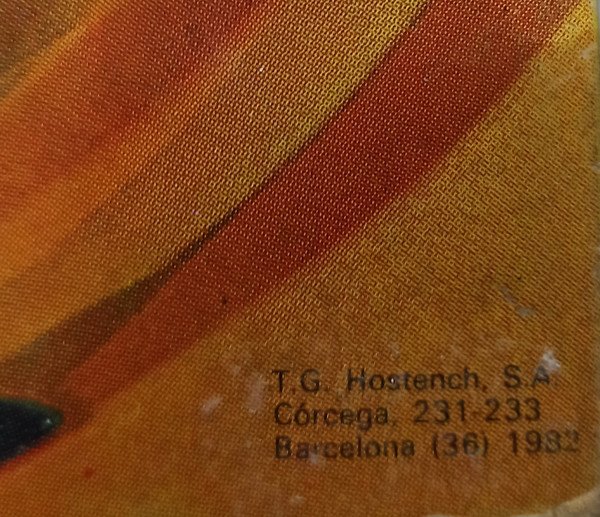 T.G. Hostench, S.A.
Córcega, 231-233
Barcelona (36) 1982